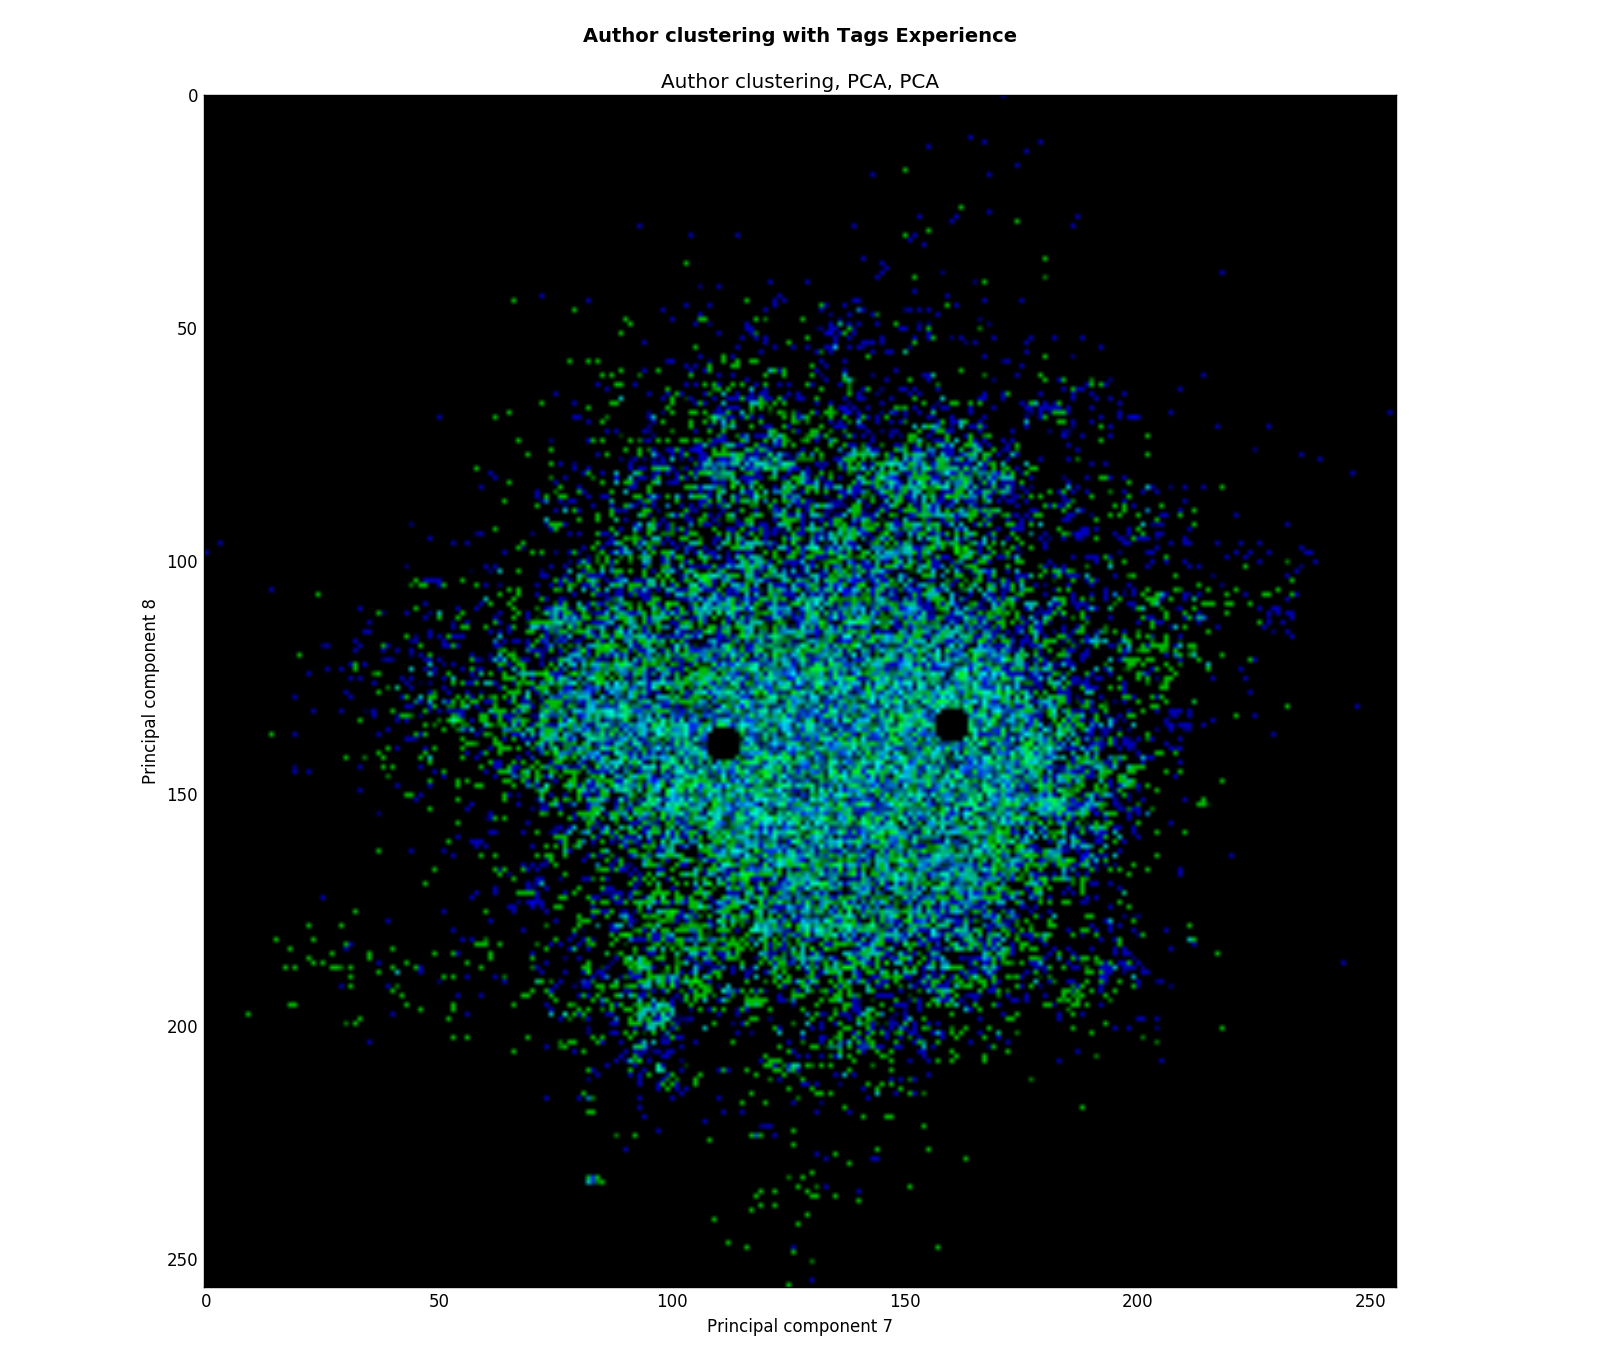 Author clustering with Tags Experience
Author clustering, PCA, PCA
0
50
100
150
200
250
Principal component 8
0 50 100 150 200 250
Principal component 7